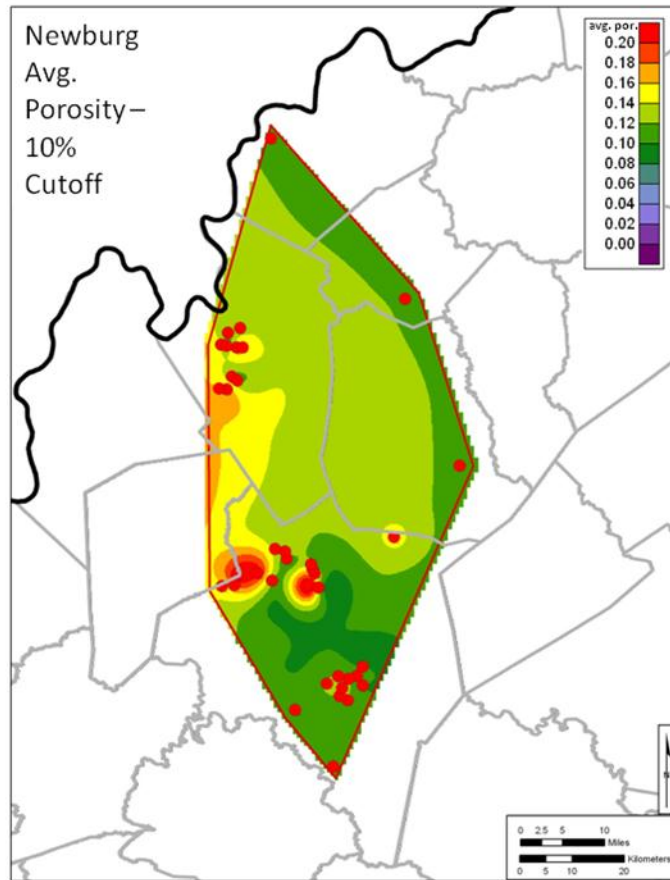 Newburg
Avg.
Porosity –
10%
Cutoff
avg. por.
0.20
0.18
0.16
0.14
0.12
0.10
0.08
0.06
0.04
0.02
0.00
N
0 2.5 5 10
Miles
Kilometers
0 5 10 20